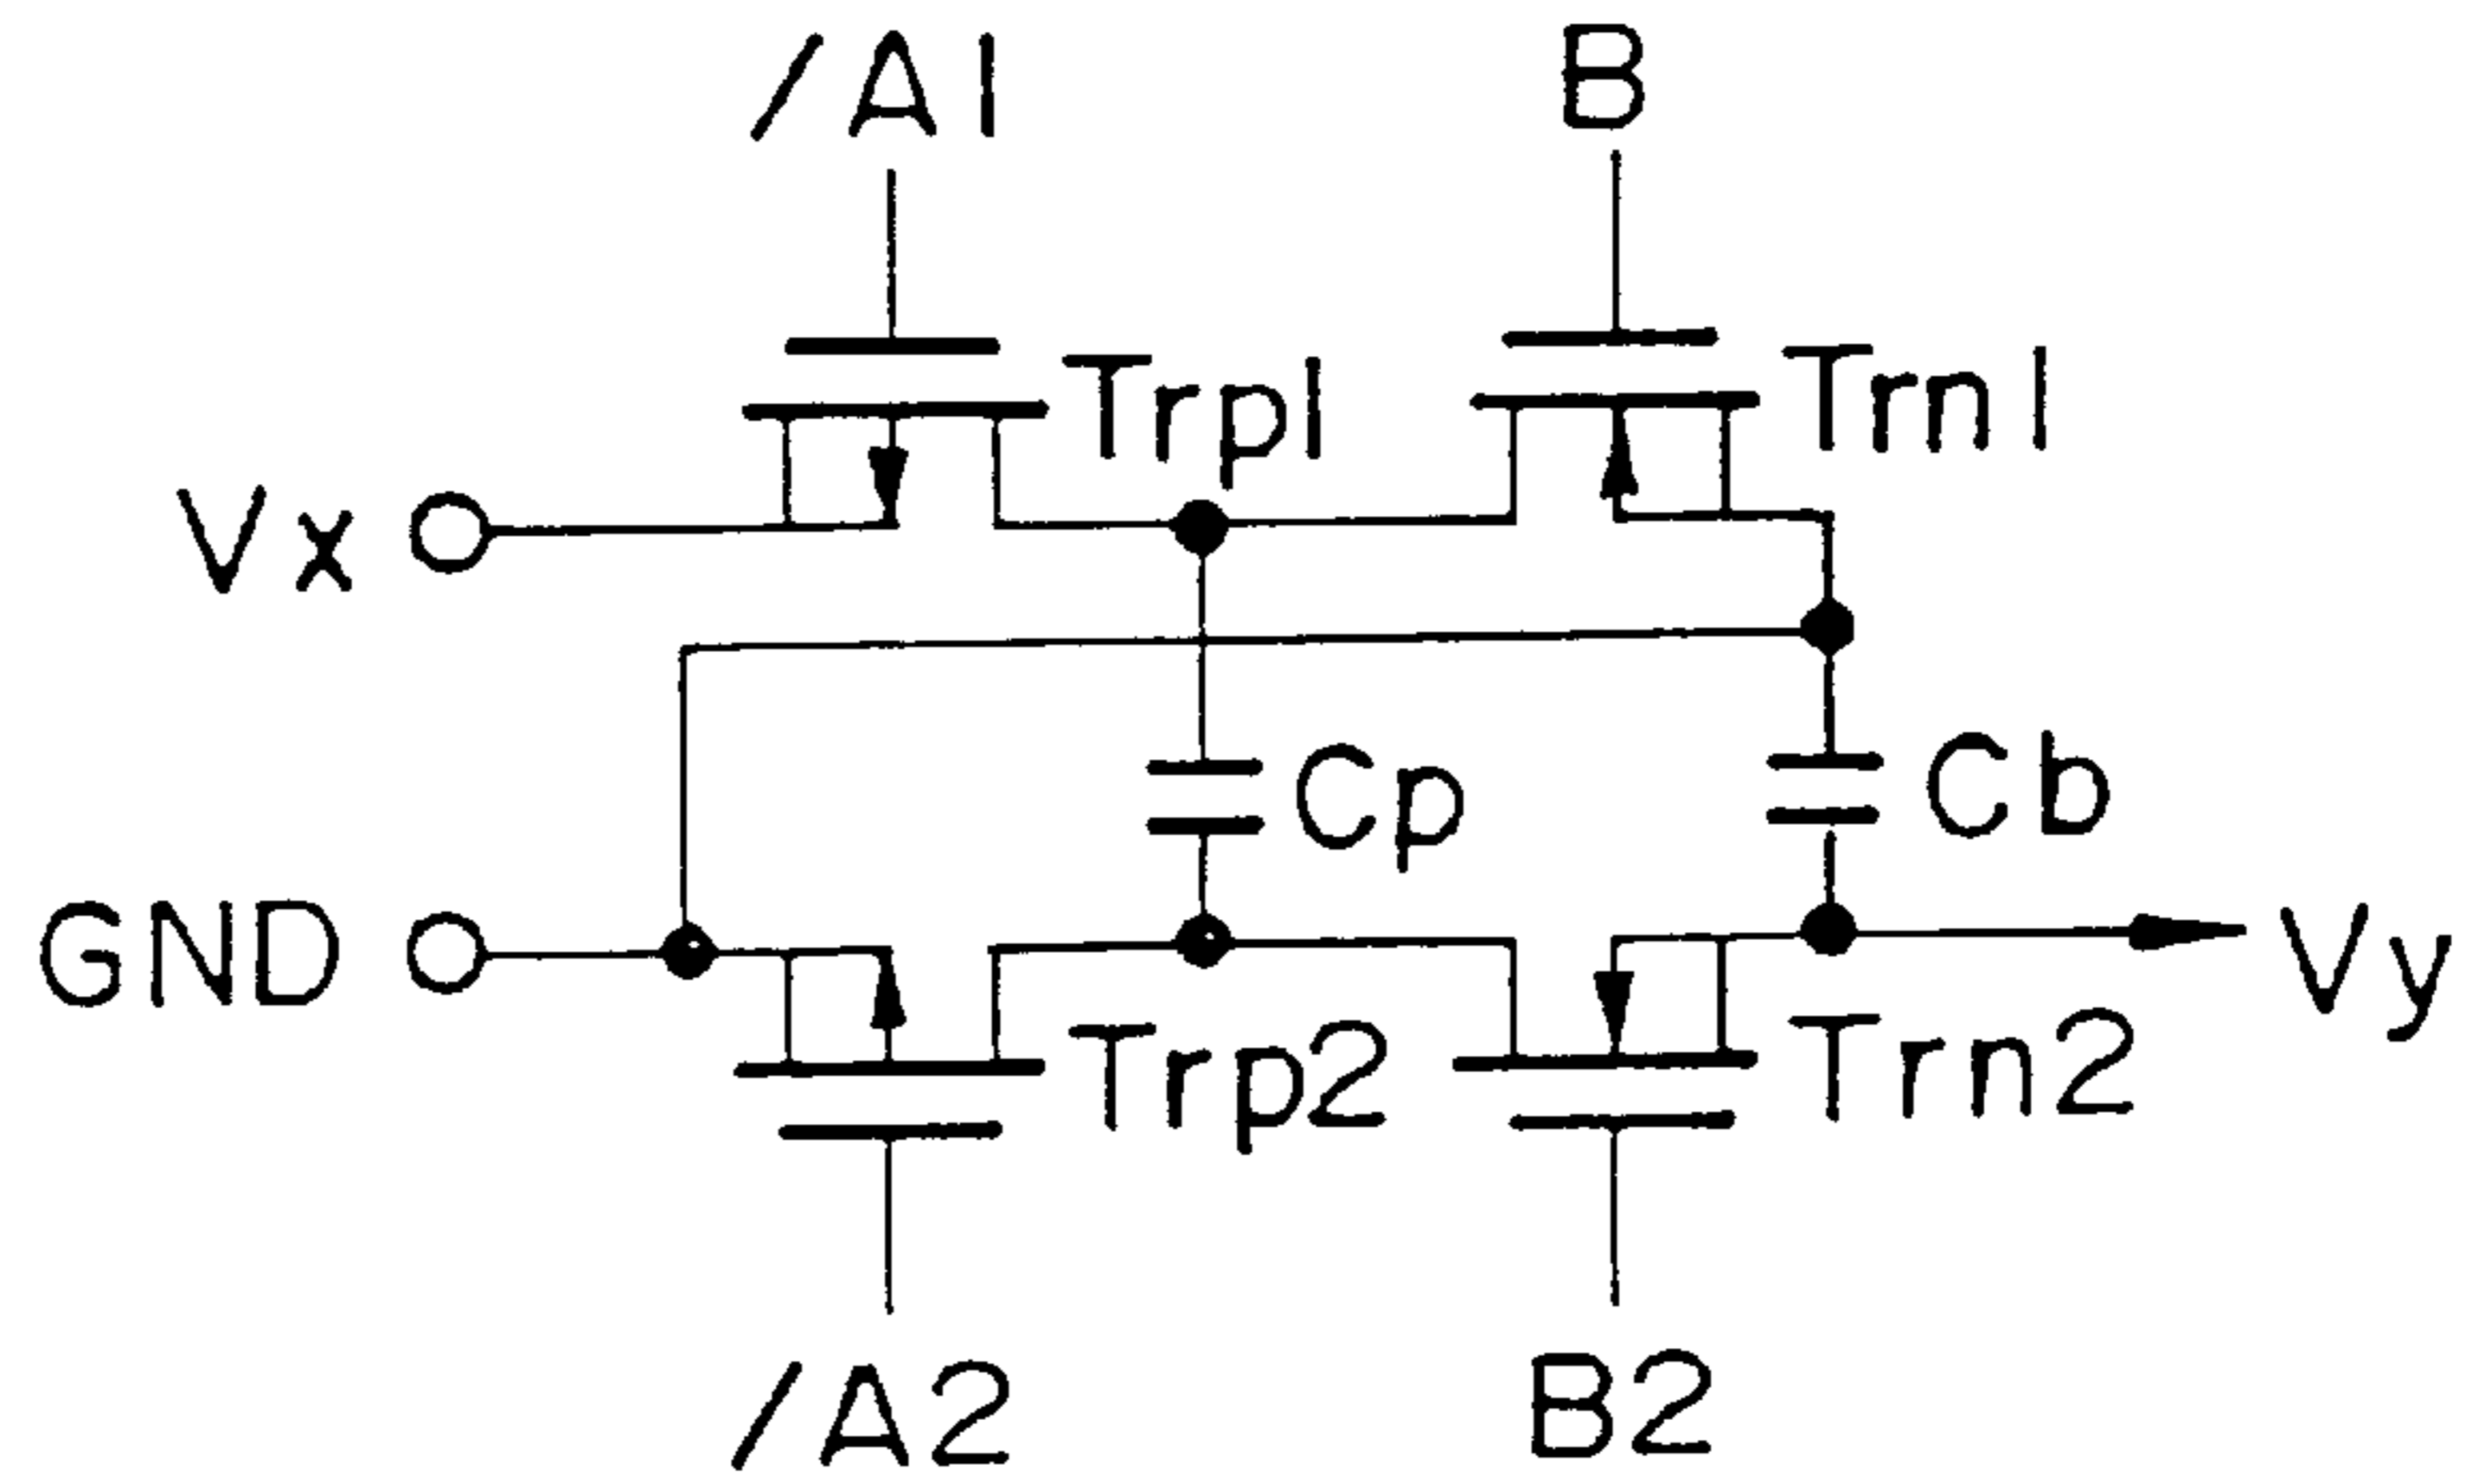 /A1 B
Trp1 Trn1
Vx
Cp Cb
GND Vy
Trp2 Trn2
/A2 B2